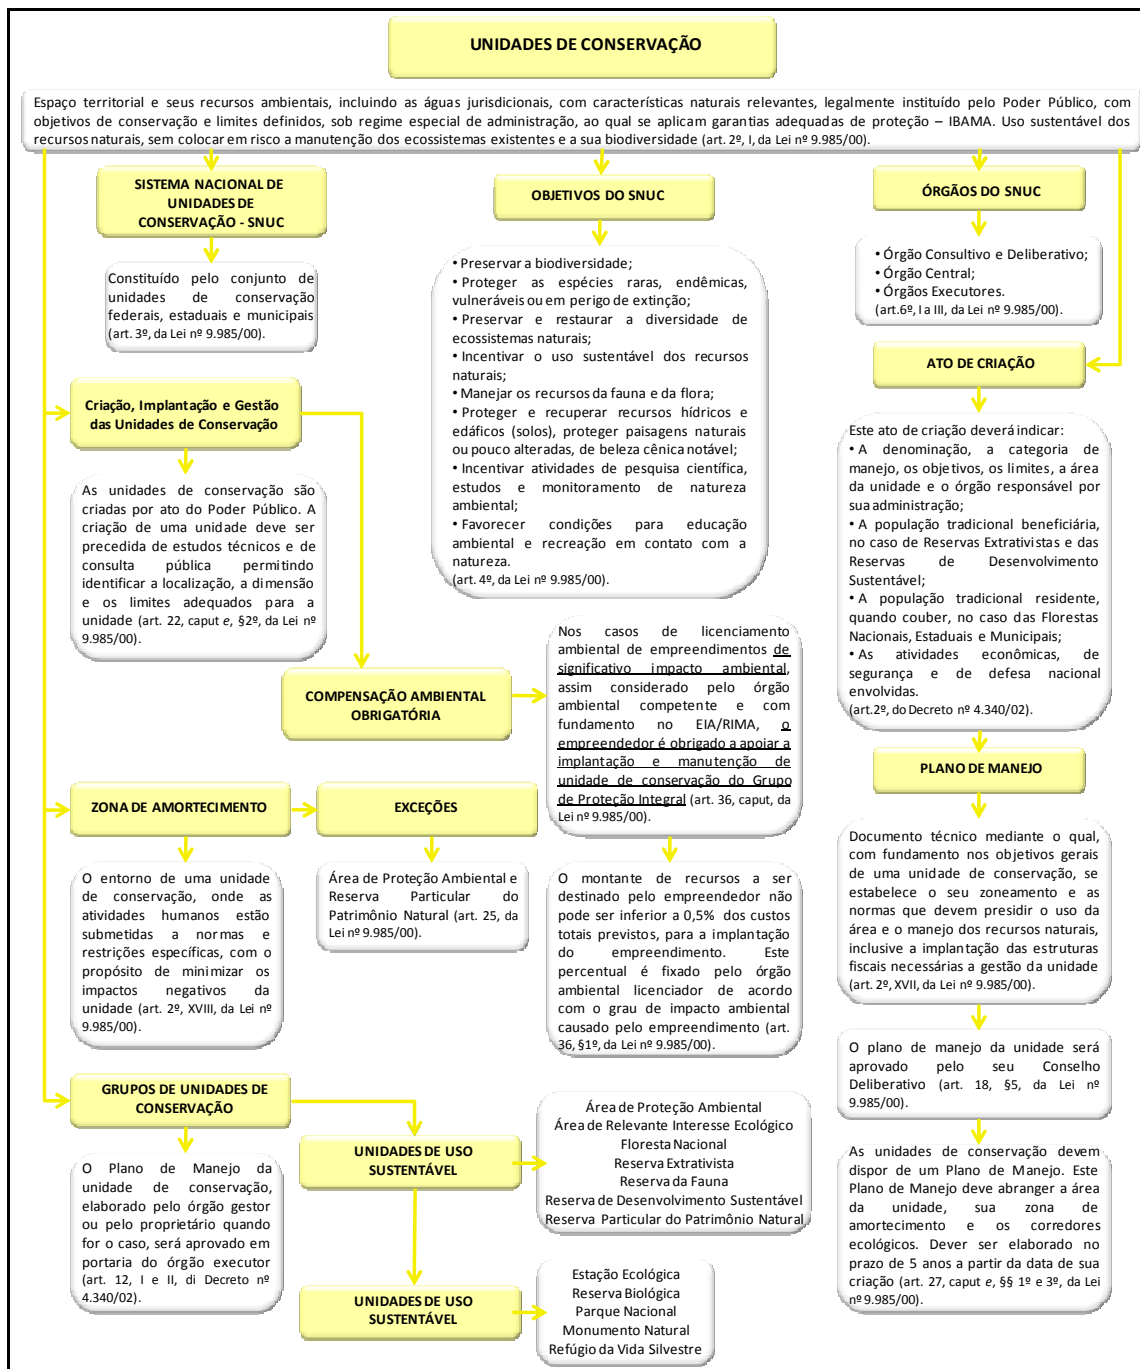 UNIDADES DE CONSERVAÇÃO
Espaço territorial e seus recursos ambientais, incluindo as águas jurisdicionais, com características naturais relevantes, legalmente instituído pelo Poder Público, com
objetivos de conservação e limites definidos, sob regime especial de administração, ao qual se aplicam garantias adequadas de proteção – IBAMA. Uso sustentável dos
recursos naturais, sem colocar em risco a manutenção dos ecossistemas existentes e a sua biodiversidade (art. 2º, I, da Lei nº 9.985/00).
SISTEMA NACIONAL DE
UNIDADES DE
CONSERVAÇÃO - SNUC
Constituído pelo conjunto de
unidades de conservação
federais, estaduais e municipais
(art. 3º, da Lei nº 9.985/00).
OBJETIVOS DO SNUC
• Preservar a biodiversidade;
• Proteger as espécies raras, endêmicas,
vulneráveis ou em perigo de extinção;
• Preservar e restaurar a diversidade de
ecossistemas naturais;
• Incentivar o uso sustentável dos recursos
naturais;
• Manejar os recursos da fauna e da flora;
• Proteger e recuperar recursos hídricos e
edáficos (solos), proteger paisagens naturais
ou pouco alteradas, de beleza cênica notável;
• Incentivar atividades de pesquisa científica,
estudos e monitoramento de natureza
ambiental;
• Favorecer condições para educação
ambiental e recreação em contato com a
natureza.
(art. 4º, da Lei nº 9.985/00).
ÓRGÃOS DO SNUC
• Órgão Consultivo e Deliberativo;
• Órgão Central;
• Órgãos Executores.
(art.6º, I a III, da Lei nº 9.985/00).
ATO DE CRIAÇÃO
Este ato de criação deverá indicar:
• A denominação, a categoria de
manejo, os objetivos, os limites, a área
da unidade e o órgão responsável por
sua administração;
• A população tradicional beneficiária,
no caso de Reservas Extrativistas e das
Reservas de Desenvolvimento
Sustentável;
• A população tradicional residente,
quando couber, no caso das Florestas
Nacionais, Estaduais e Municipais;
• As atividades econômicas, de
segurança e de defesa nacional
envolvidas.
(art.2º, do Decreto nº 4.340/02).
Criação, Implantação e Gestão
das Unidades de Conservação
As unidades de conservação são
criadas por ato do Poder Público. A
criação de uma unidade deve ser
precedida de estudos técnicos e de
consulta pública permitindo
identificar a localização, a dimensão
e os limites adequados para a
unidade (art. 22, caput e, §2º, da Lei nº
9.985/00).
COMPENSAÇÃO AMBIENTAL
OBRIGATÓRIA
Nos casos de licenciamento
ambiental de empreendimentos de
significativo impacto ambiental,
assim considerado pelo órgão
ambiental competente e com
fundamento no EIA/RIMA, o
empreendedor é obrigado a apoiar a
implantação e manutenção de
unidade de conservação do Grupo
de Proteção Integral (art. 36, caput, da
Lei nº 9.985/00).
O montante de recursos a ser
destinado pelo empreendedor não
pode ser inferior a 0,5% dos custos
totais previstos, para a implantação
do empreendimento. Este
percentual é fixado pelo órgão
ambiental licenciador de acordo
com o grau de impacto ambiental
causado pelo empreendimento (art.
36, §1º, da Lei nº 9.985/00).
PLANO DE MANEJO
Documento técnico mediante o qual,
com fundamento nos objetivos gerais
de uma unidade de conservação, se
estabelece o seu zoneamento e as
normas que devem presidir o uso da
área e o manejo dos recursos naturais,
inclusive a implantação das estruturas
fiscais necessárias a gestão da unidade
(art. 2º, XVII, da Lei nº 9.985/00).
O plano de manejo da unidade será
aprovado pelo seu Conselho
Deliberativo (art. 18, §5, da Lei nº
9.985/00).
As unidades de conservação devem
dispor de um Plano de Manejo. Este
Plano de Manejo deve abranger a área
da unidade, sua zona de
amortecimento e os corredores
ecológicos. Dever ser elaborado no
prazo de 5 anos a partir da data de sua
criação (art. 27, caput e, §§ 1º e 3º, da Lei
nº 9.985/00).
ZONA DE AMORTECIMENTO
O entorno de uma unidade
de conservação, onde as
atividades humanos estão
submetidas a normas e
restrições específicas, com o
propósito de minimizar os
impactos negativos da
unidade (art. 2º, XVIII, da Lei nº
9.985/00).
EXCEÇÕES
Área de Proteção Ambiental e
Reserva Particular do
Patrimônio Natural (art. 25, da
Lei nº 9.985/00).
GRUPOS DE UNIDADES DE
CONSERVAÇÃO
O Plano de Manejo da
unidade de conservação,
elaborado pelo órgão gestor
ou pelo proprietário quando
for o caso, será aprovado em
portaria do órgão executor
(art. 12, I e II, di Decreto nº
4.340/02).
UNIDADES DE USO
SUSTENTÁVEL
Área de Proteção Ambiental
Área de Relevante Interesse Ecológico
Floresta Nacional
Reserva Extrativista
Reserva da Fauna
Reserva de Desenvolvimento Sustentável
Reserva Particular do Patrimônio Natural
UNIDADES DE USO
SUSTENTÁVEL
Estação Ecológica
Reserva Biológica
Parque Nacional
Monumento Natural
Refúgio da Vida Silvestre